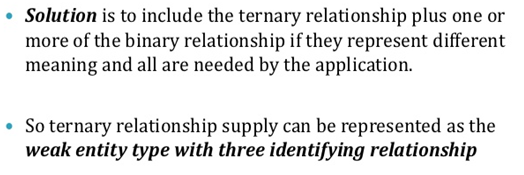 • Solution is to include the ternary relationship plus one or
more of the binary relationship if they represent different
meaning and all are needed by the application.
• So ternary relationship supply can be represented as the
weak entity type with three identifying relationship